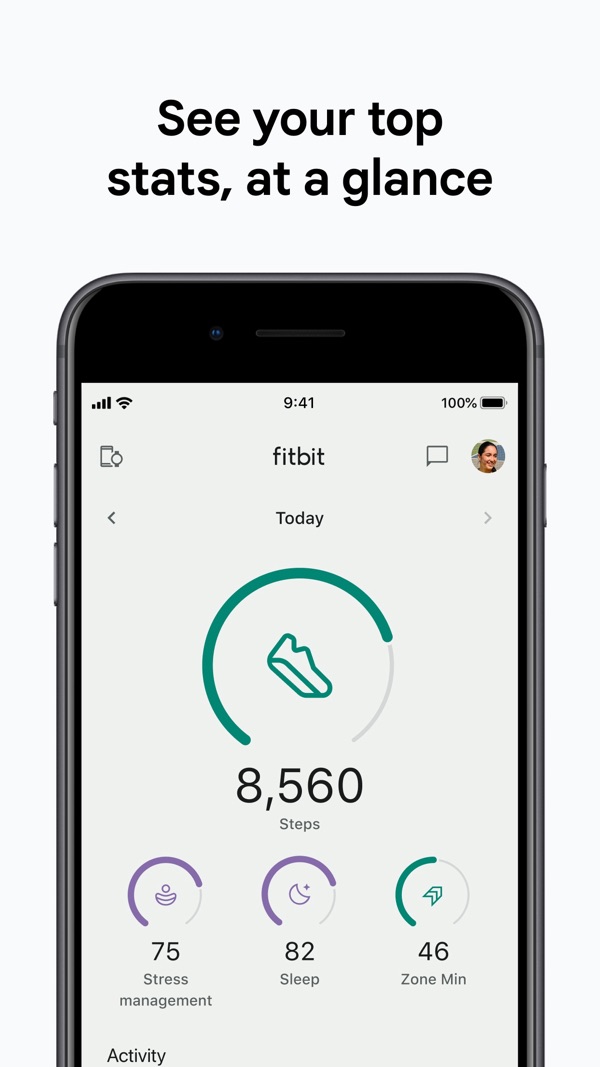 See your top
stats, at a glance
9:41
100%
fitbit
Today
8,560
Steps
75
82
46
Stress
management
Sleep
Zone Min
Activity